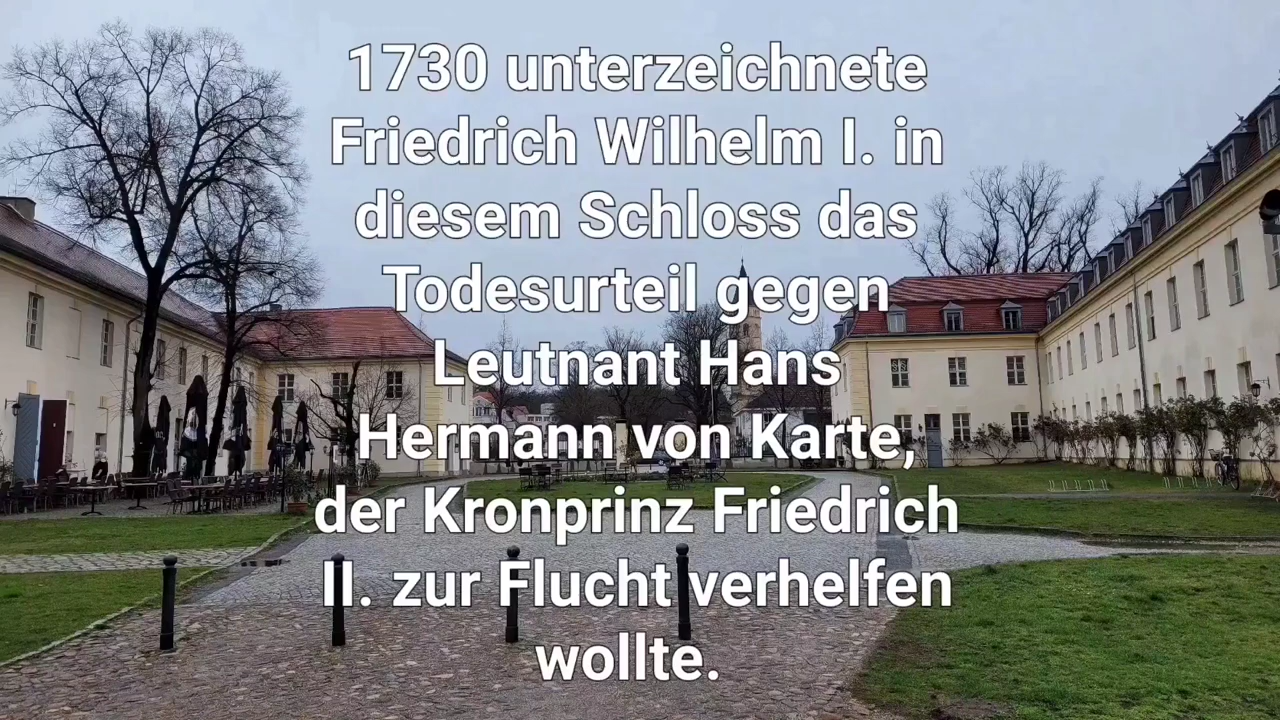 1730 unterzeichnete
Friedrich Wilhelm I. in
diesem Schloss das
Todesurteil gegen
Leutnant Hans
Hermann von Karte,
der Kronprinz Friedrich
II. zur Flucht verhelfen
wollte.